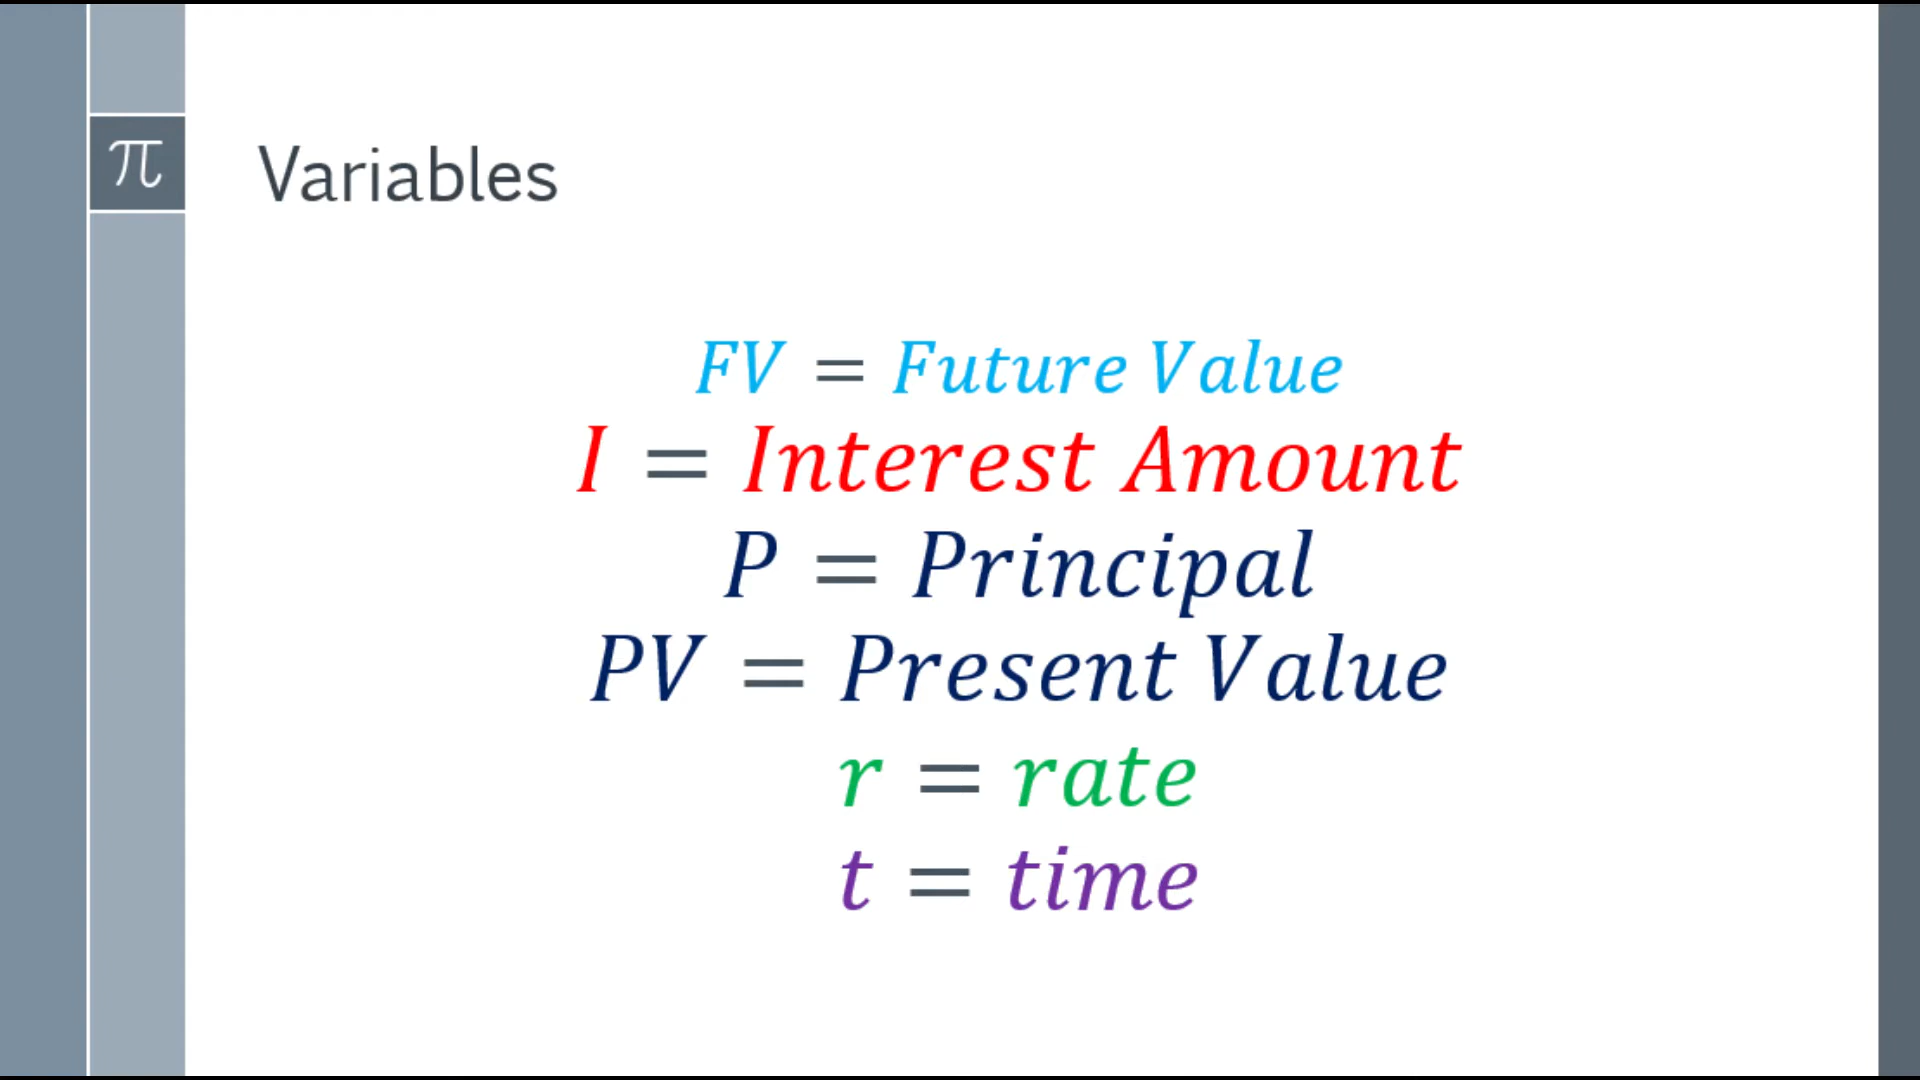 π
Variables
FV = Future Value
I = Interest Amount
P = Principal
PV = Present Value
r = rate
t = time